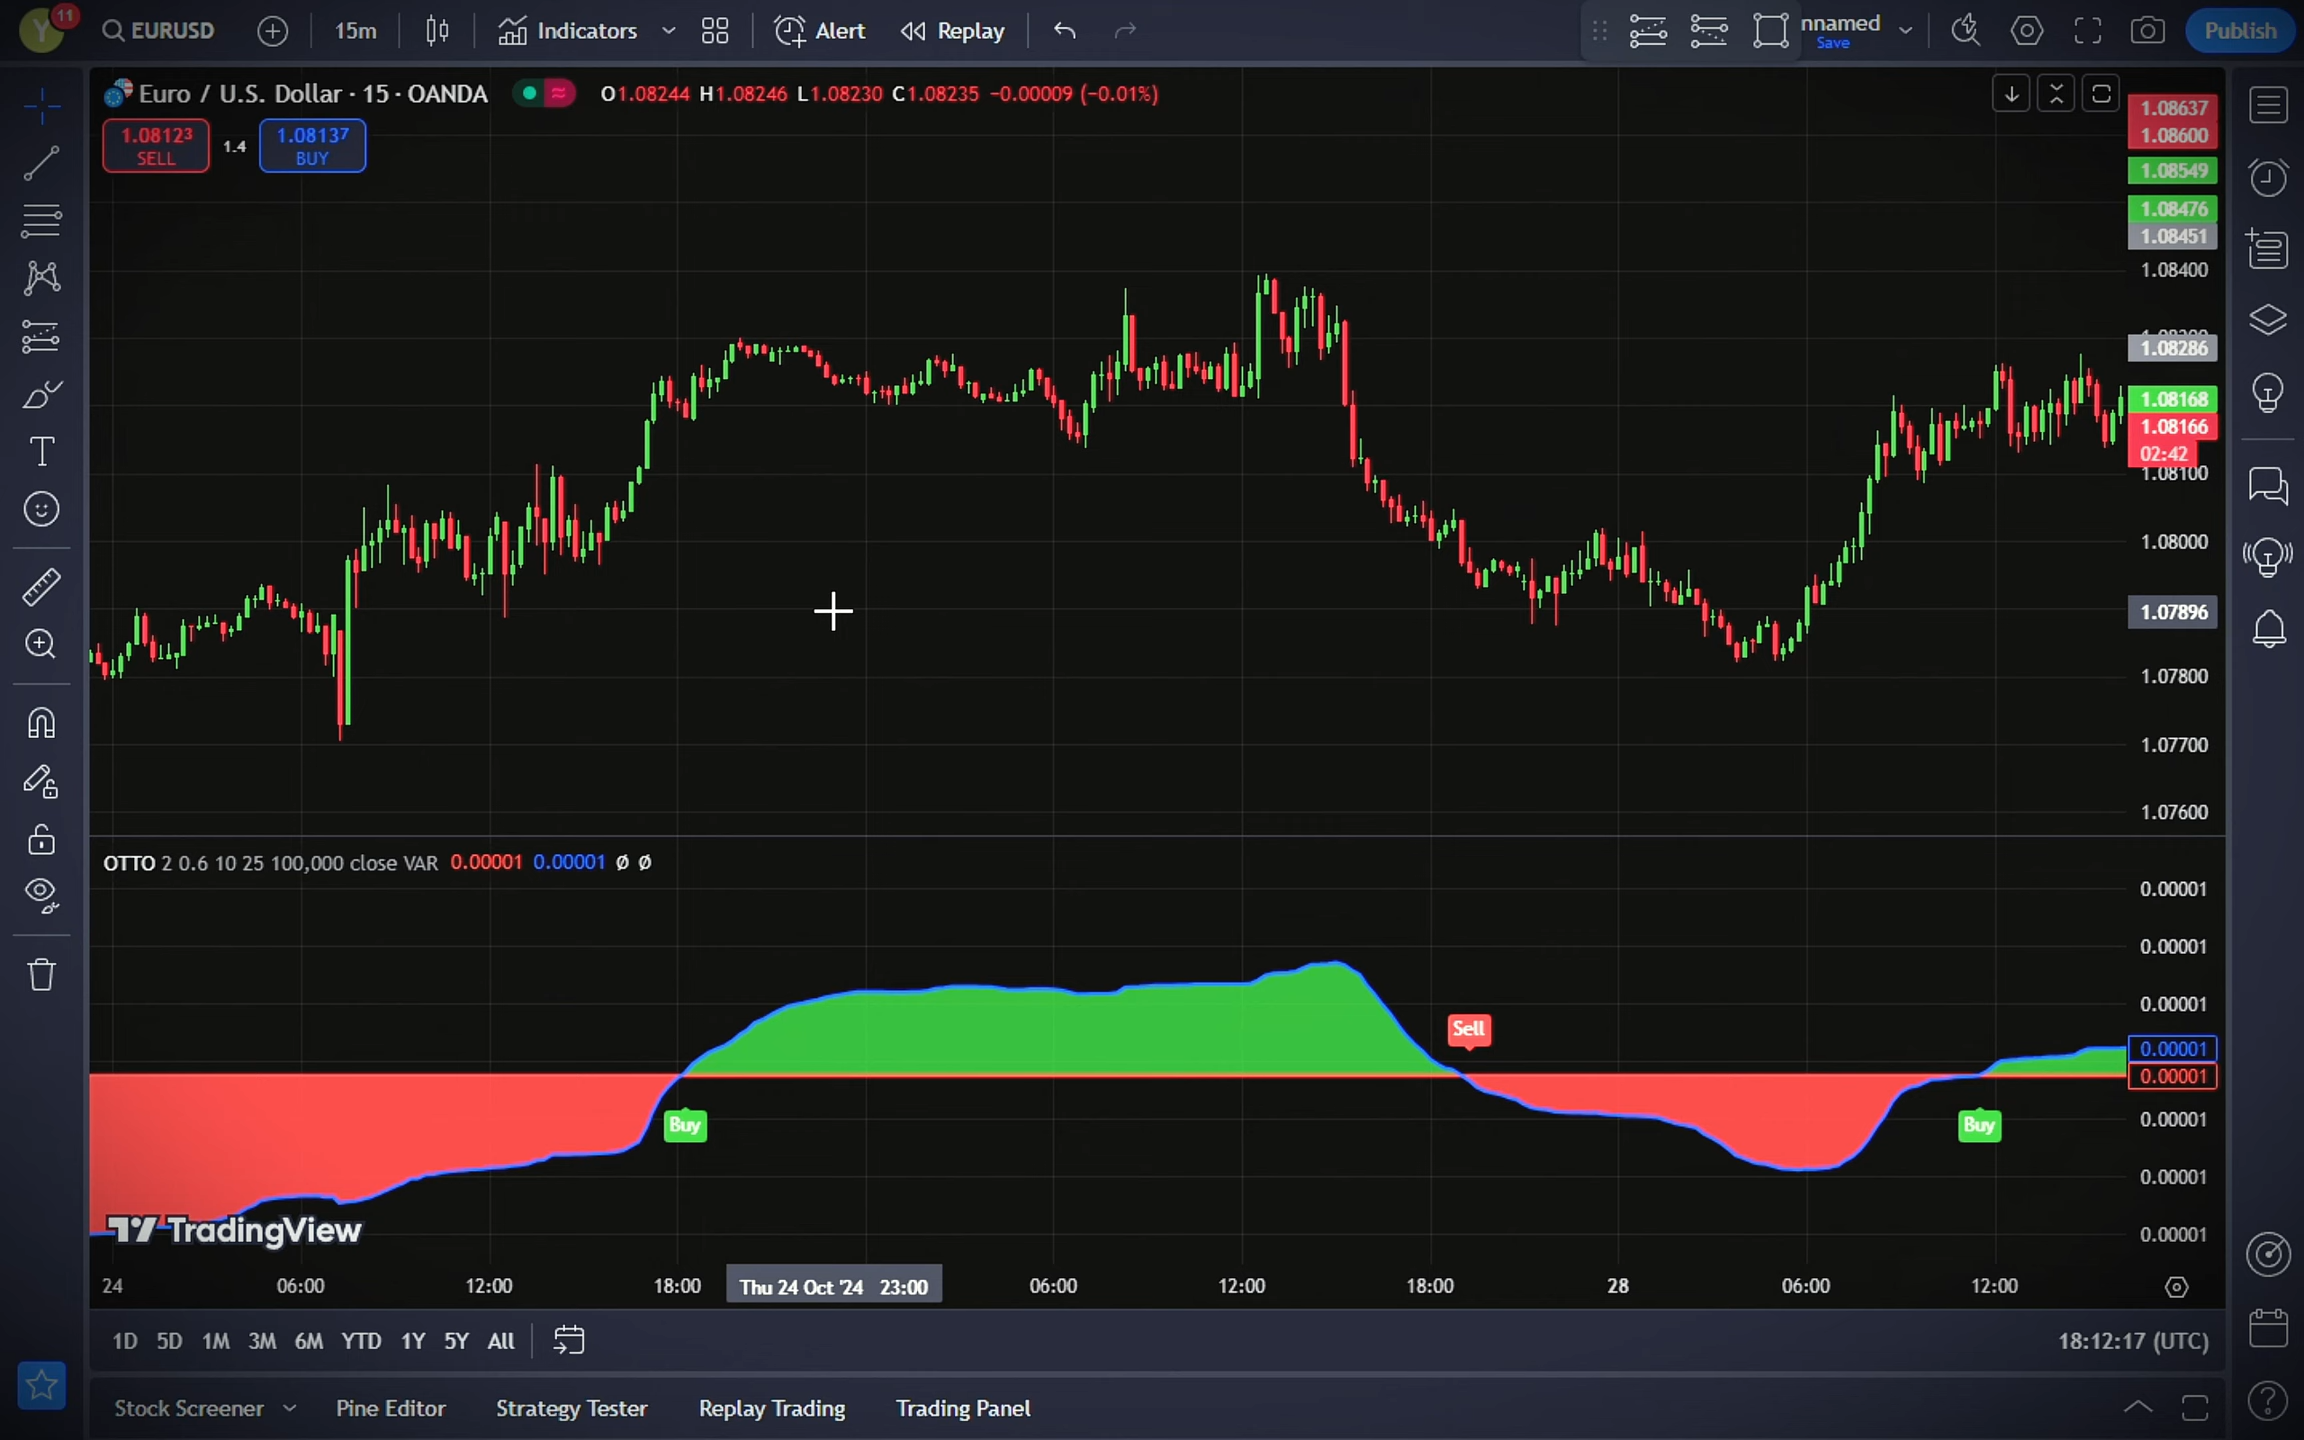 Y 11 EURUSD 15m Indicators Alert Replay nnamed Save Publish
Euro / U.S. Dollar · 15 · OANDA O1.08244 H1.08246 L1.08230 C1.08235 −0.00009 (−0.01%)
1.08123 SELL 1.4 1.08137 BUY
1.08637
1.08600
1.08549
1.08476
1.08451
1.08400
1.08286
1.08168
1.08166
02:42
1.08100
1.08000
1.07896
1.07800
1.07700
1.07600
OTTO 2 0.6 10 25 100,000 close VAR 0.00001 0.00001 ø ø
0.00001
0.00001
0.00001
Sell
0.00001
0.00001
Buy
Buy
0.00001
0.00001
0.00001
TradingView
24 06:00 12:00 18:00 Thu 24 Oct '24 23:00 06:00 12:00 18:00 28 06:00 12:00
1D 5D 1M 3M 6M YTD 1Y 5Y All 18:12:17 (UTC)
Stock Screener Pine Editor Strategy Tester Replay Trading Trading Panel